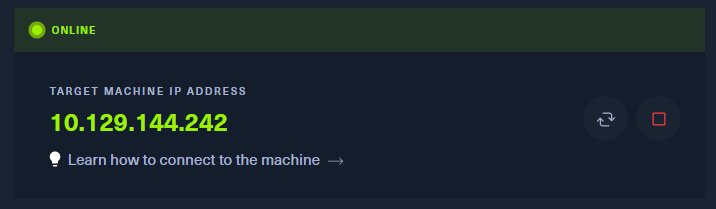 ONLINE
TARGET MACHINE IP ADDRESS
10.129.144.242
Learn how to connect to the machine